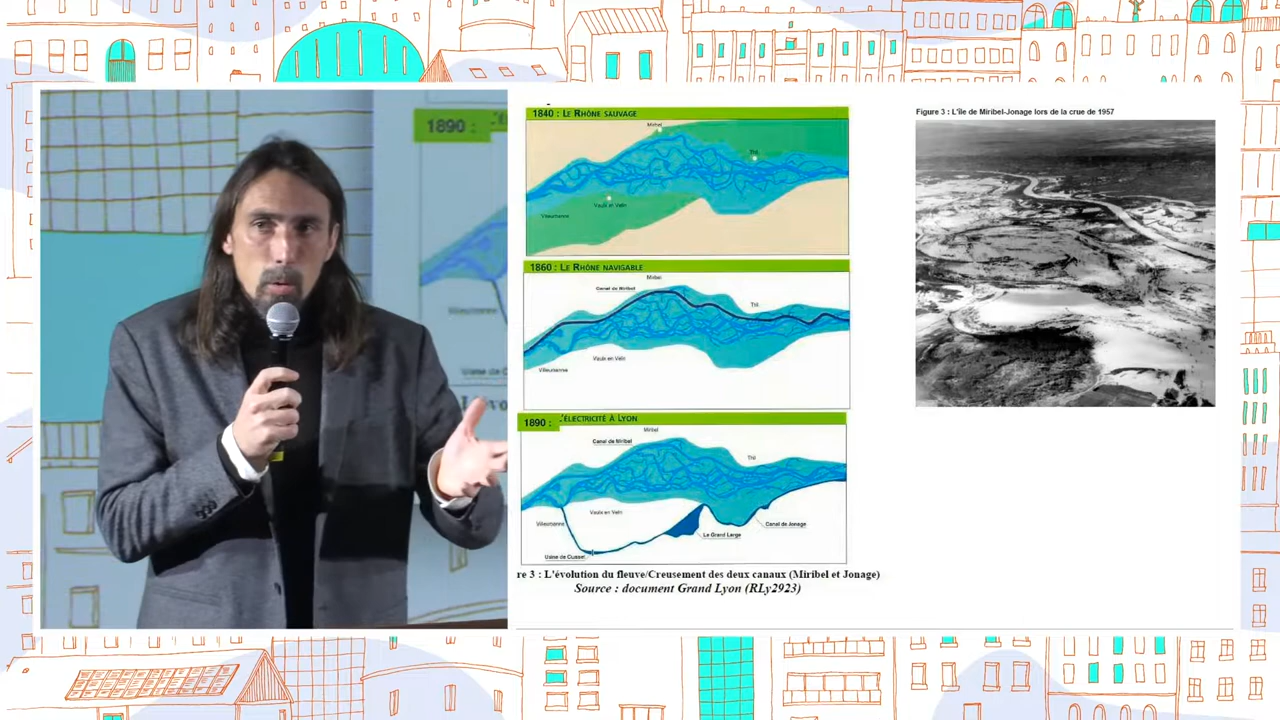 1890 :
1840 : LE RHÔNE SAUVAGE
Miribel
Thil
Vaulx en Velin
Villeurbanne
1860 : LE RHÔNE NAVIGABLE
Miribel
Canal de Miribel
Thil
Vaulx en Velin
Villeurbanne
1890 : L'ÉLECTRICITÉ À LYON
Miribel
Canal de Miribel
Thil
Vaulx en Velin
Villeurbanne
Canal de Jonage
Le Grand Large
Usine de Cusset
re 3 : L'évolution du fleuve/Creusement des deux canaux (Miribel et Jonage)
Source : document Grand Lyon (RLy2923)
Figure 3 : L'île de Miribel-Jonage lors de la crue de 1957